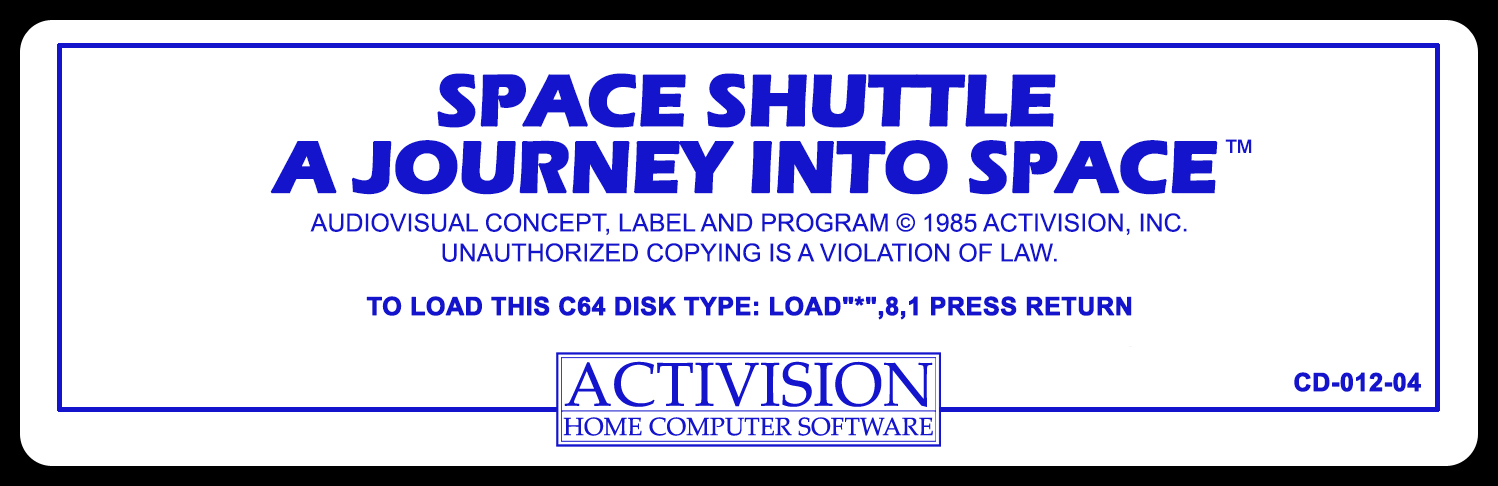 SPACE SHUTTLE
A JOURNEY INTO SPACE™
AUDIOVISUAL CONCEPT, LABEL AND PROGRAM © 1985 ACTIVISION, INC.
UNAUTHORIZED COPYING IS A VIOLATION OF LAW.
TO LOAD THIS C64 DISK TYPE: LOAD"*",8,1 PRESS RETURN
CD-012-04
ACTIVISION
HOME COMPUTER SOFTWARE